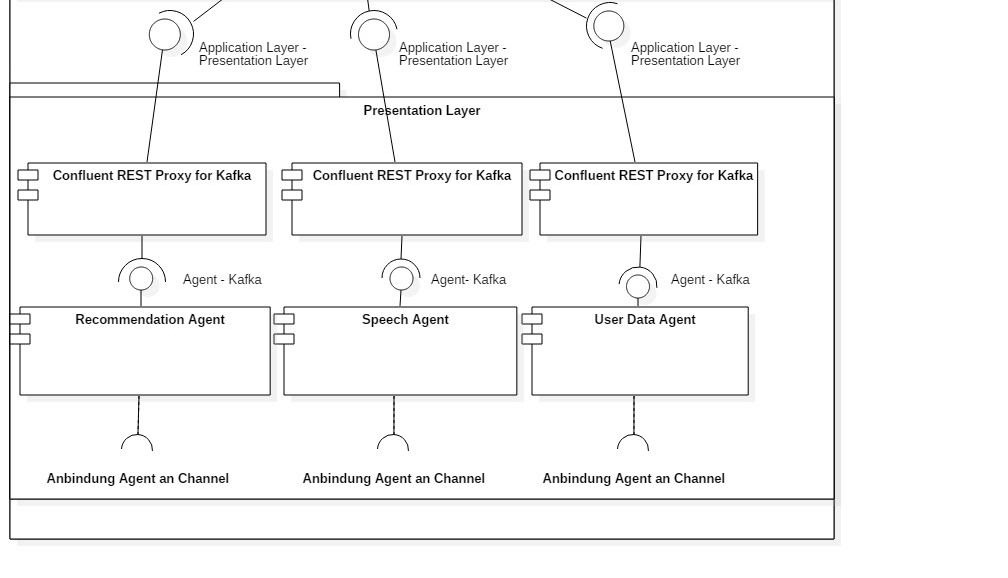 Application Layer -
Presentation Layer
Application Layer -
Presentation Layer
Application Layer -
Presentation Layer
Presentation Layer
Confluent REST Proxy for Kafka
Confluent REST Proxy for Kafka
Confluent REST Proxy for Kafka
Agent - Kafka
Agent- Kafka
Agent - Kafka
Recommendation Agent
Speech Agent
User Data Agent
Anbindung Agent an Channel
Anbindung Agent an Channel
Anbindung Agent an Channel